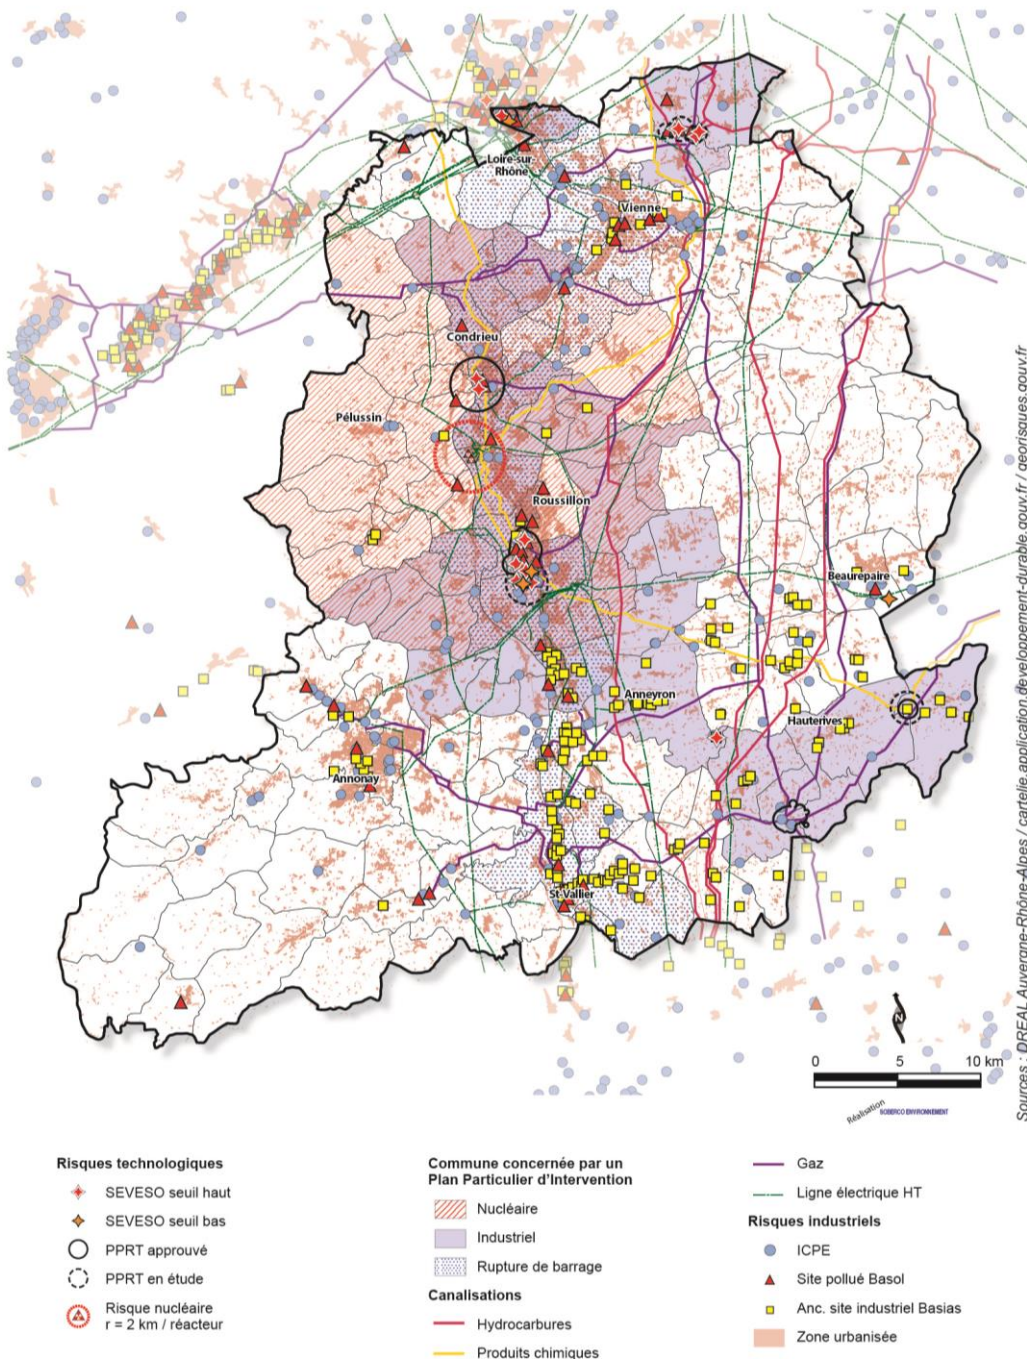 Loire-sur-
Rhône
Vienne
Condrieu
Pélussin
Roussillon
Beaurepaire
Anneyron
Hauterives
Annonay
St-Vallie
N
0 5 10 km
Réalisation
SOBERCO ENVIRONNEMENT
Sources : DREAL Auvergne-Rhône-Alpes / cartelie.application.developpement-durable.gouv.fr / georisques.gouv.fr
Risques technologiques
SEVESO seuil haut
SEVESO seuil bas
PPRT approuvé
PPRT en étude
Risque nucléaire
r = 2 km / réacteur
Commune concernée par un
Plan Particulier d'Intervention
Nucléaire
Industriel
Rupture de barrage
Canalisations
Hydrocarbures
Produits chimiques
Gaz
Ligne électrique HT
Risques industriels
ICPE
Site pollué Basol
Anc. site industriel Basias
Zone urbanisée